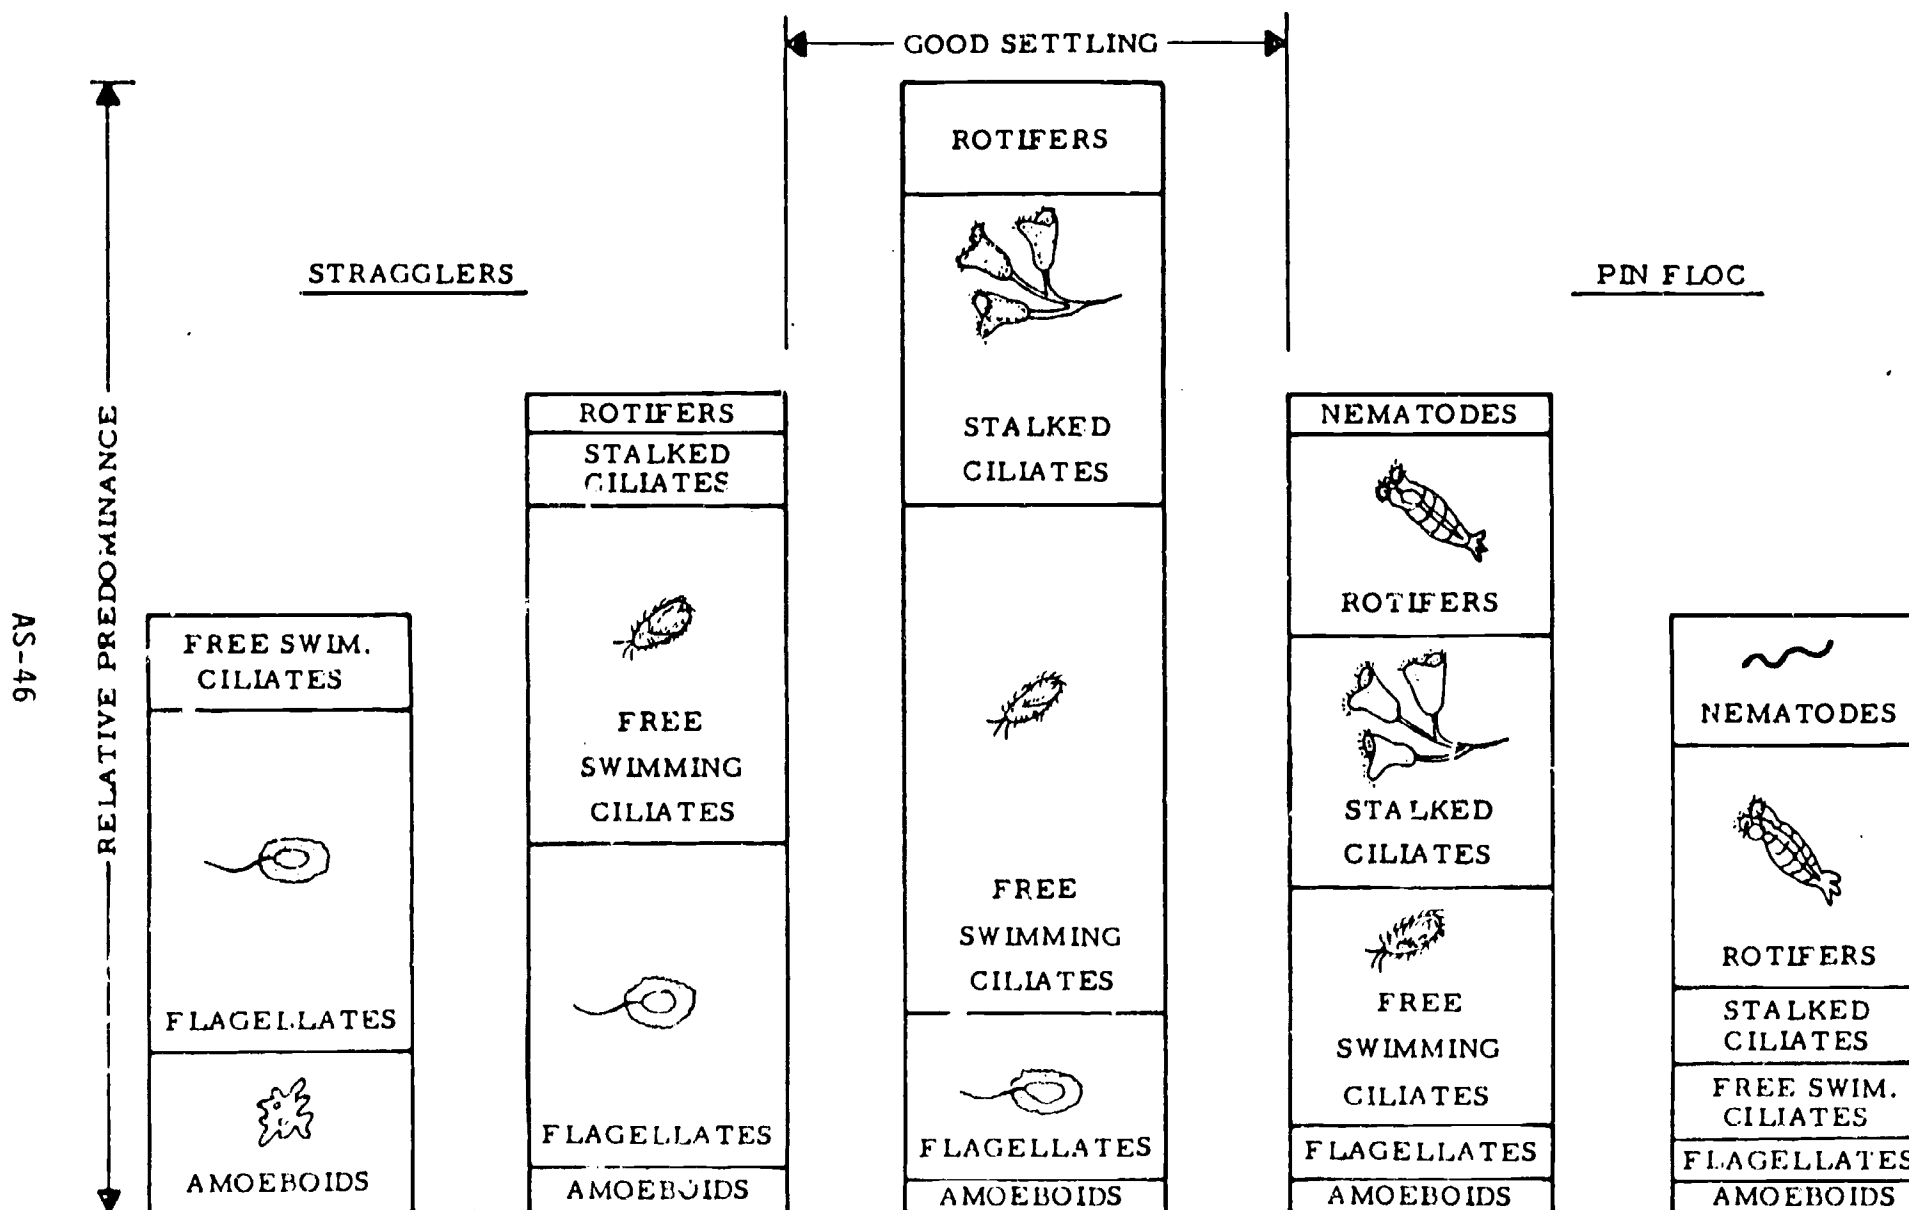 GOOD SETTLING
STRAGGLERS
PIN FLOC
RELATIVE PREDOMINANCE
AS-46
FREE SWIM.
CILIATES
FLAGELLATES
AMOEBOIDS
ROTIFERS
STALKED
CILIATES
FREE
SWIMMING
CILIATES
FLAGELLATES
AMOEBOIDS
ROTIFERS
STALKED
CILIATES
FREE
SWIMMING
CILIATES
FLAGELLATES
AMOEBOIDS
NEMATODES
ROTIFERS
STALKED
CILIATES
FREE
SWIMMING
CILIATES
FLAGELLATES
AMOEBOIDS
NEMATODES
ROTIFERS
STALKED
CILIATES
FREE SWIM.
CILIATES
FLAGELLATES
AMOEBOIDS